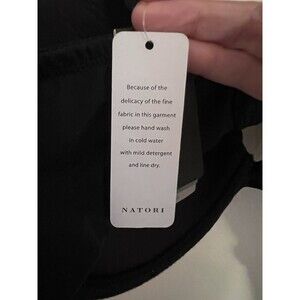 Because of the
delicacy of the fine
fabric in this garment
please hand wash
in cold water
with mild detergent
and line dry.
NATORI